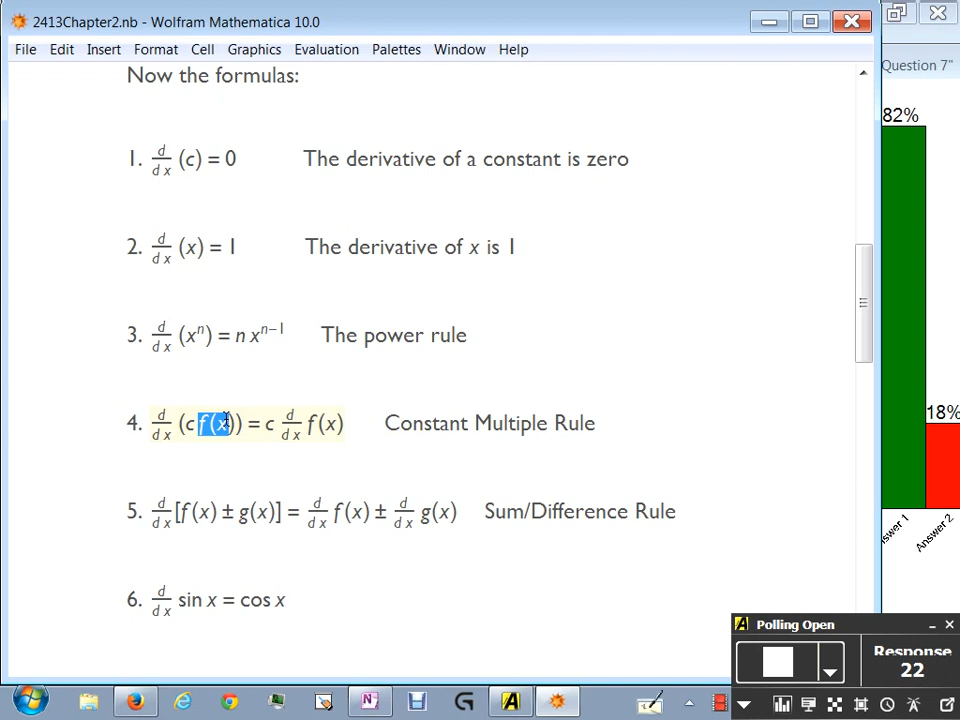 2413Chapter2.nb - Wolfram Mathematica 10.0
File Edit Insert Format Cell Graphics Evaluation Palettes Window Help
Question 7"
Now the formulas:
82%
1. d/dx (c) = 0 The derivative of a constant is zero
2. d/dx (x) = 1 The derivative of x is 1
3. d/dx (xⁿ) = n xⁿ⁻¹ The power rule
18%
4. d/dx (c f(x)) = c d/dx f(x) Constant Multiple Rule
5. d/dx [f(x) ± g(x)] = d/dx f(x) ± d/dx g(x) Sum/Difference Rule
Answer 2
6. d/dx sin x = cos x
Polling Open
Response
22